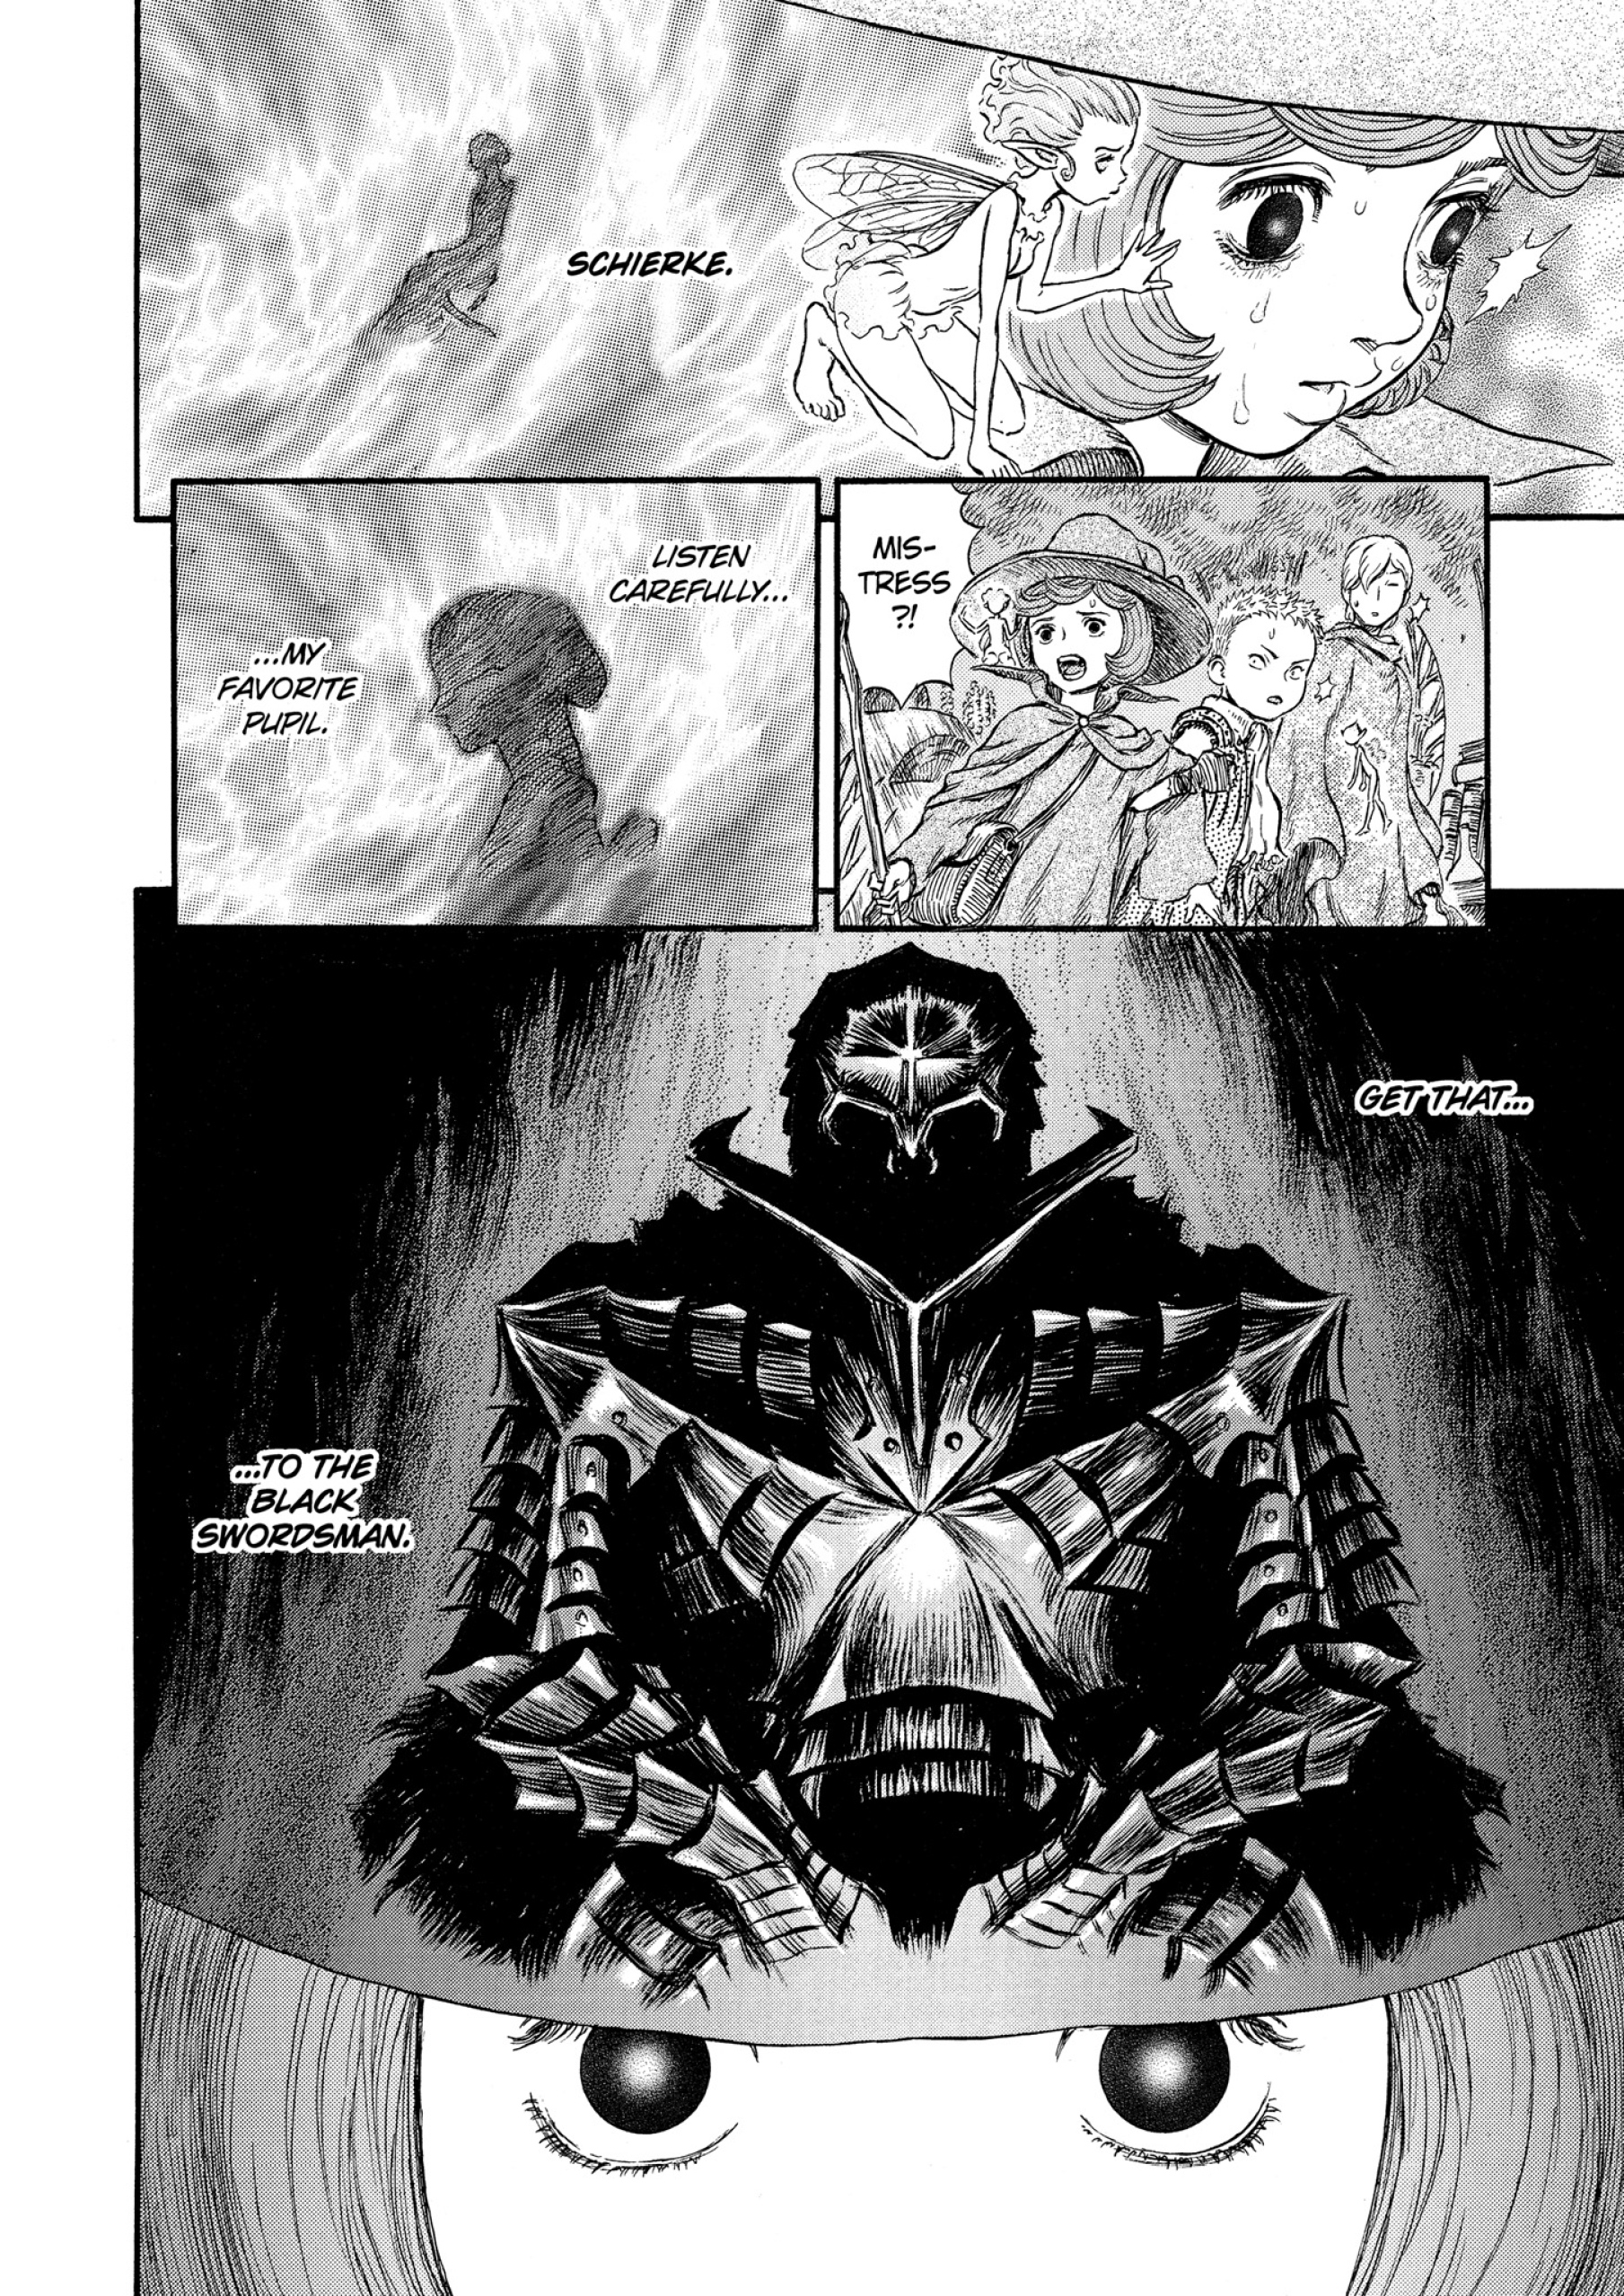 SCHIERKE.
MIS-
TRESS
?!
LISTEN
CAREFULLY...
...MY
FAVORITE
PUPIL.
GET THAT...
...TO THE
BLACK
SWORDSMAN.